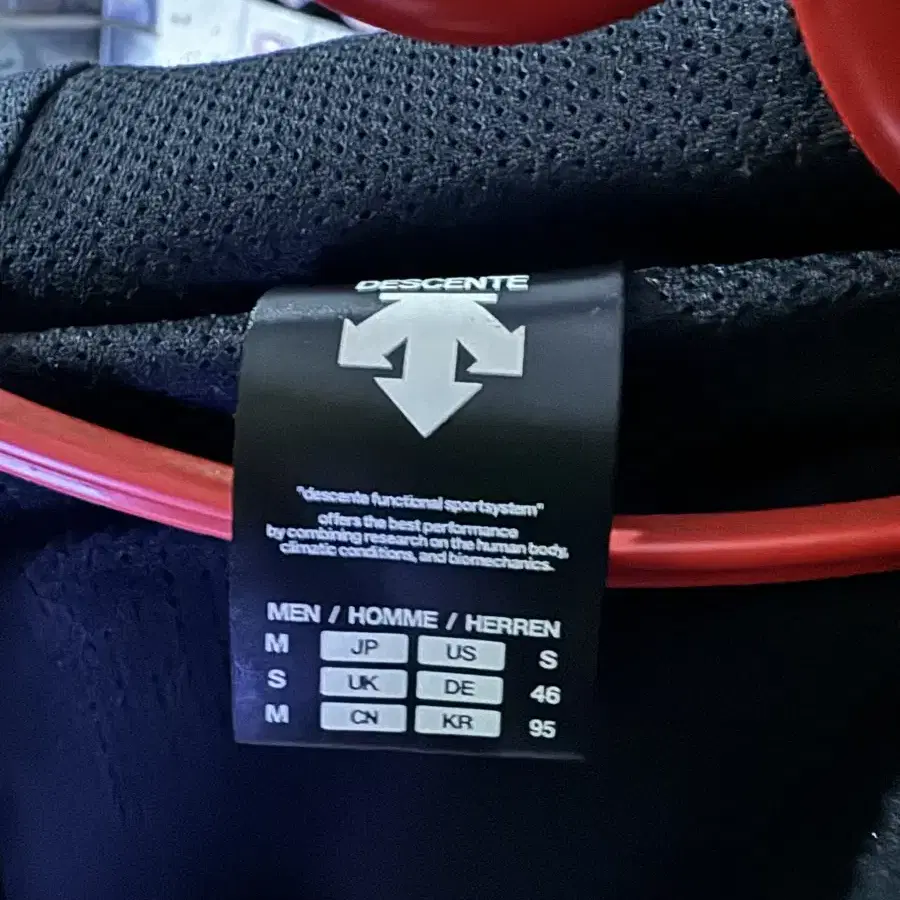 DESCENTE
"descente functional sportsystem"
offers the best performance
by combining research on the human body,
climatic conditions, and biomechanics.
MEN / HOMME / HERREN
M JP US S
S UK DE 46
M CN KR 95